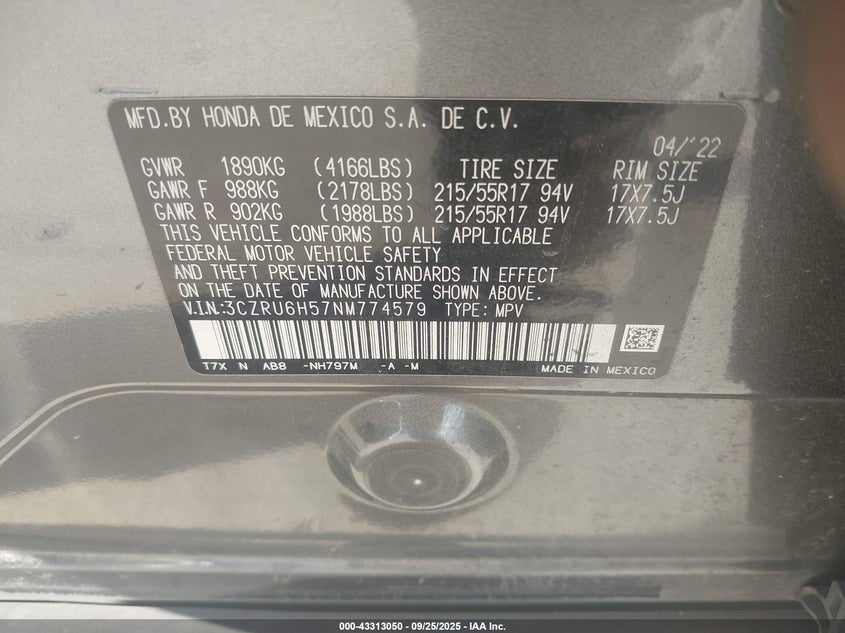 MFD.BY HONDA DE MEXICO S.A. DE C.V.
04/'22
GVWR 1890KG (4166LBS) TIRE SIZE RIM SIZE
GAWR F 988KG (2178LBS) 215/55R17 94V 17X7.5J
GAWR R 902KG (1988LBS) 215/55R17 94V 17X7.5J
THIS VEHICLE CONFORMS TO ALL APPLICABLE
FEDERAL MOTOR VEHICLE SAFETY
AND THEFT PREVENTION STANDARDS IN EFFECT
ON THE DATE OF MANUFACTURE SHOWN ABOVE.
V.I.N.:3CZRU6H57NM774579 TYPE: MPV
T7X N AB8 -NH797M -A -M MADE IN MEXICO
000-43313050 - 09/25/2025 - IAA Inc.